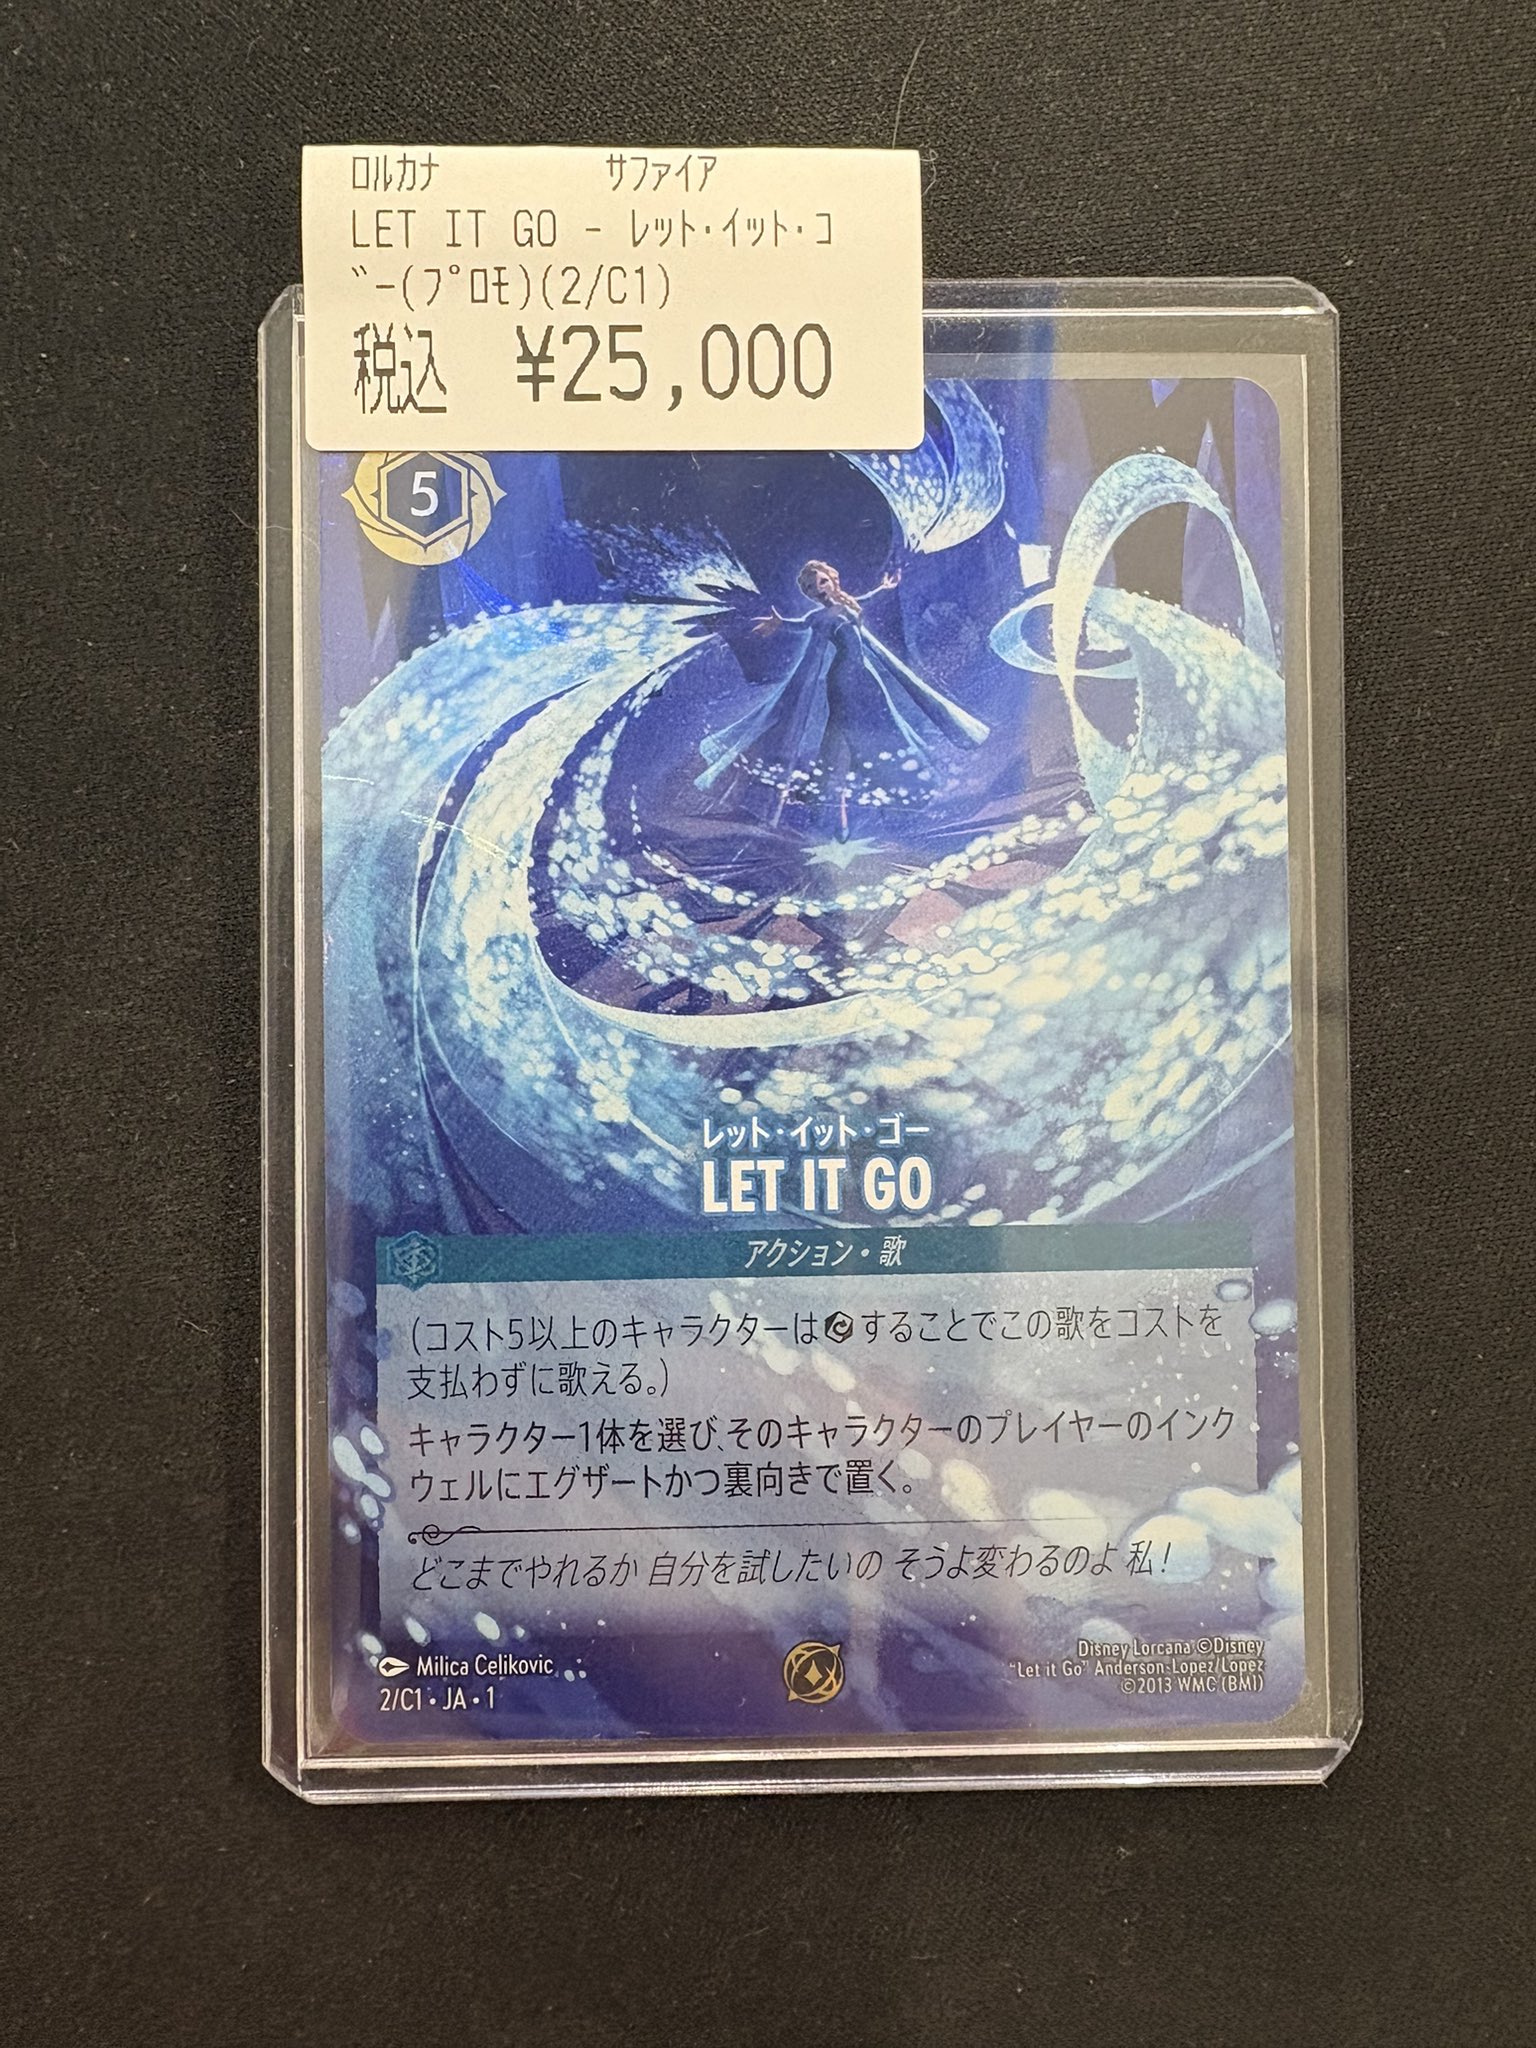 ロルカナ サファイア
LET IT GO - レット・イット・コ
゛ー(プロモ)(2/C1)
税込 ¥25,000
5
レット・イット・ゴー
LET IT GO
アクション・歌
(コスト5以上のキャラクターはすることでこの歌をコストを
支払わずに歌える。)
キャラクター1体を選び、そのキャラクターのプレイヤーのインク
ウェルにエグザートかつ裏向きで置く。
どこまでやれるか 自分を試したいの そうよ変わるのよ 私!
Milica Celikovic
2/C1・JA・1
Disney Lorcana ©Disney
"Let it Go" Anderson-Lopez/Lopez
©2013 WMC (BMI)